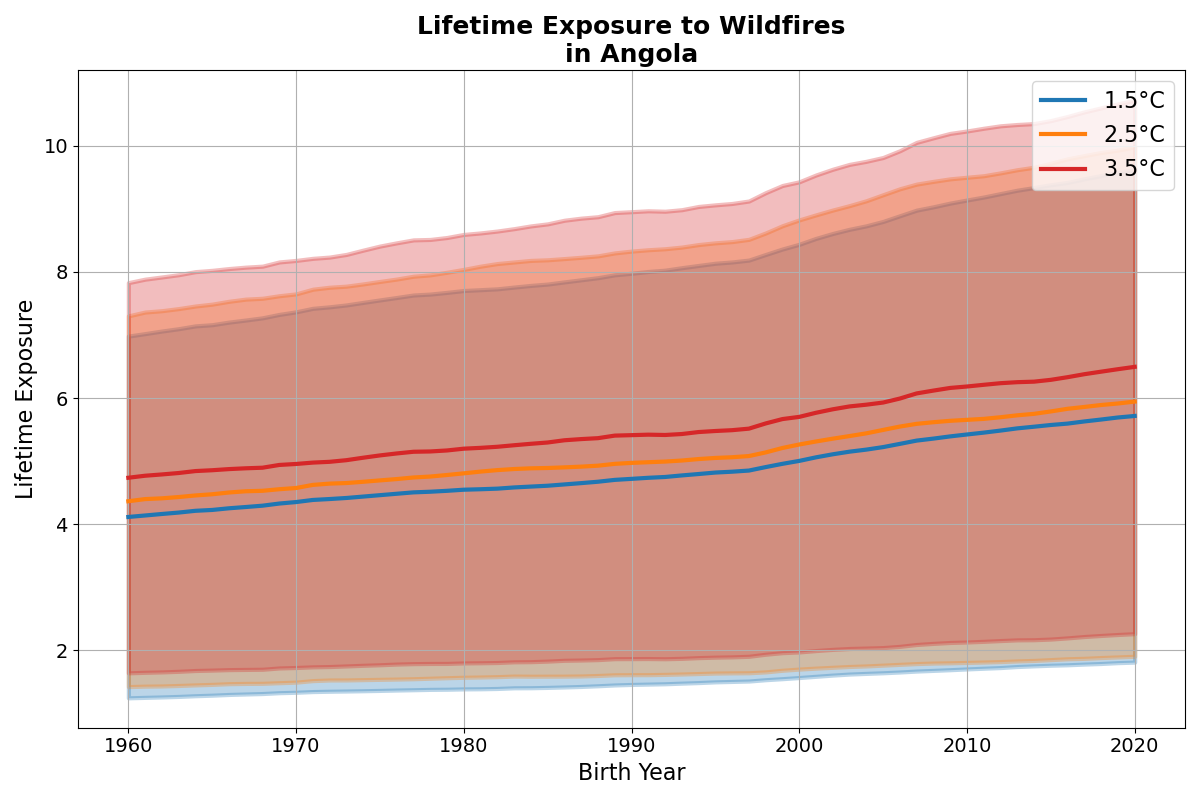 Lifetime Exposure to Wildfires
in Angola
1.5°C
2.5°C
3.5°C
Lifetime Exposure
10
8
6
4
2
1960 1970 1980 1990 2000 2010 2020
Birth Year